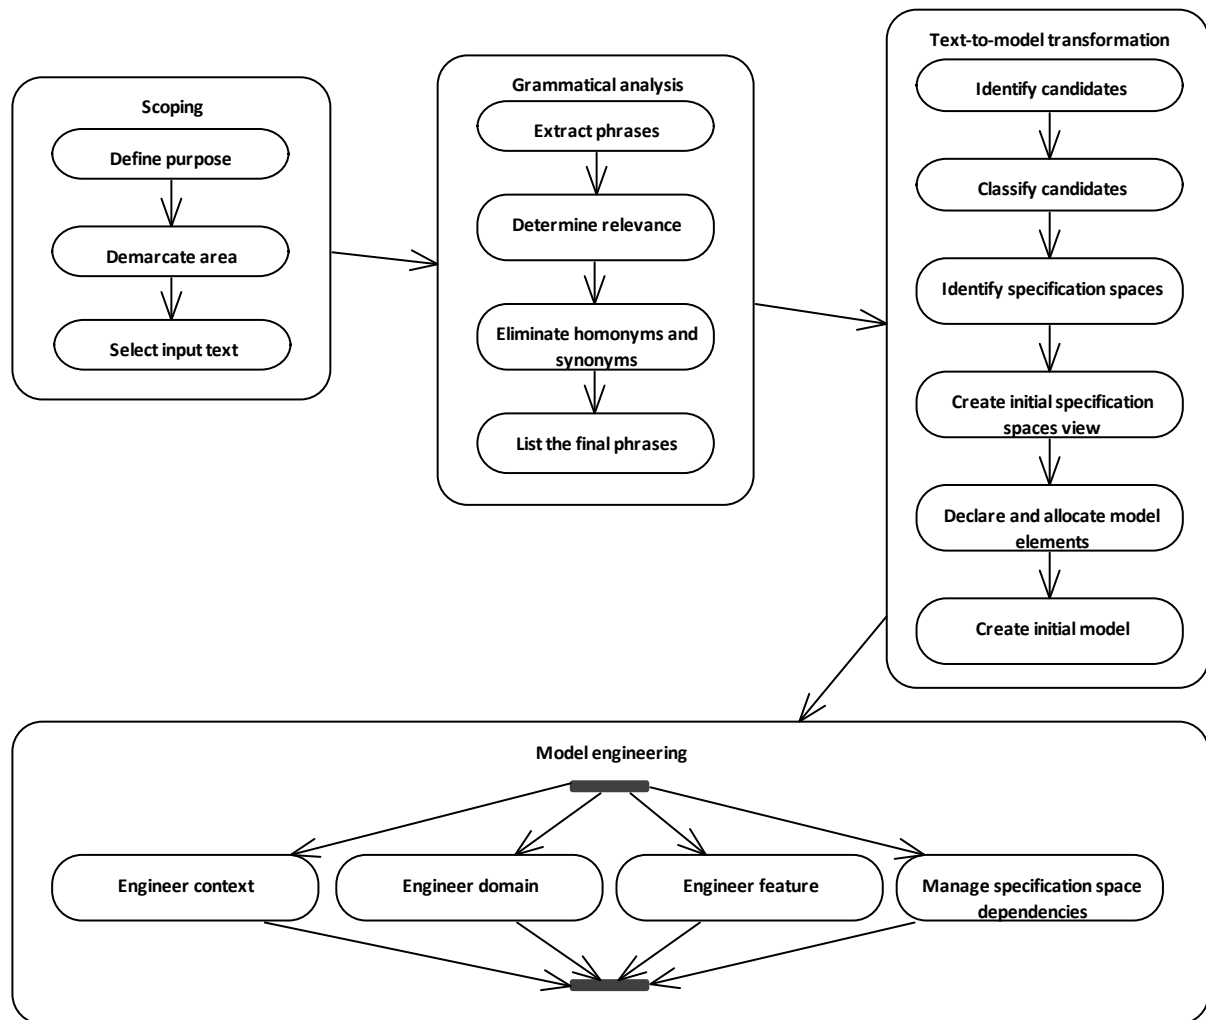 Scoping
Define purpose
Demarcate area
Select input text
Grammatical analysis
Extract phrases
Determine relevance
Eliminate homonyms and
synonyms
List the final phrases
Text-to-model transformation
Identify candidates
Classify candidates
Identify specification spaces
Create initial specification
spaces view
Declare and allocate model
elements
Create initial model
Model engineering
Engineer context
Engineer domain
Engineer feature
Manage specification space
dependencies